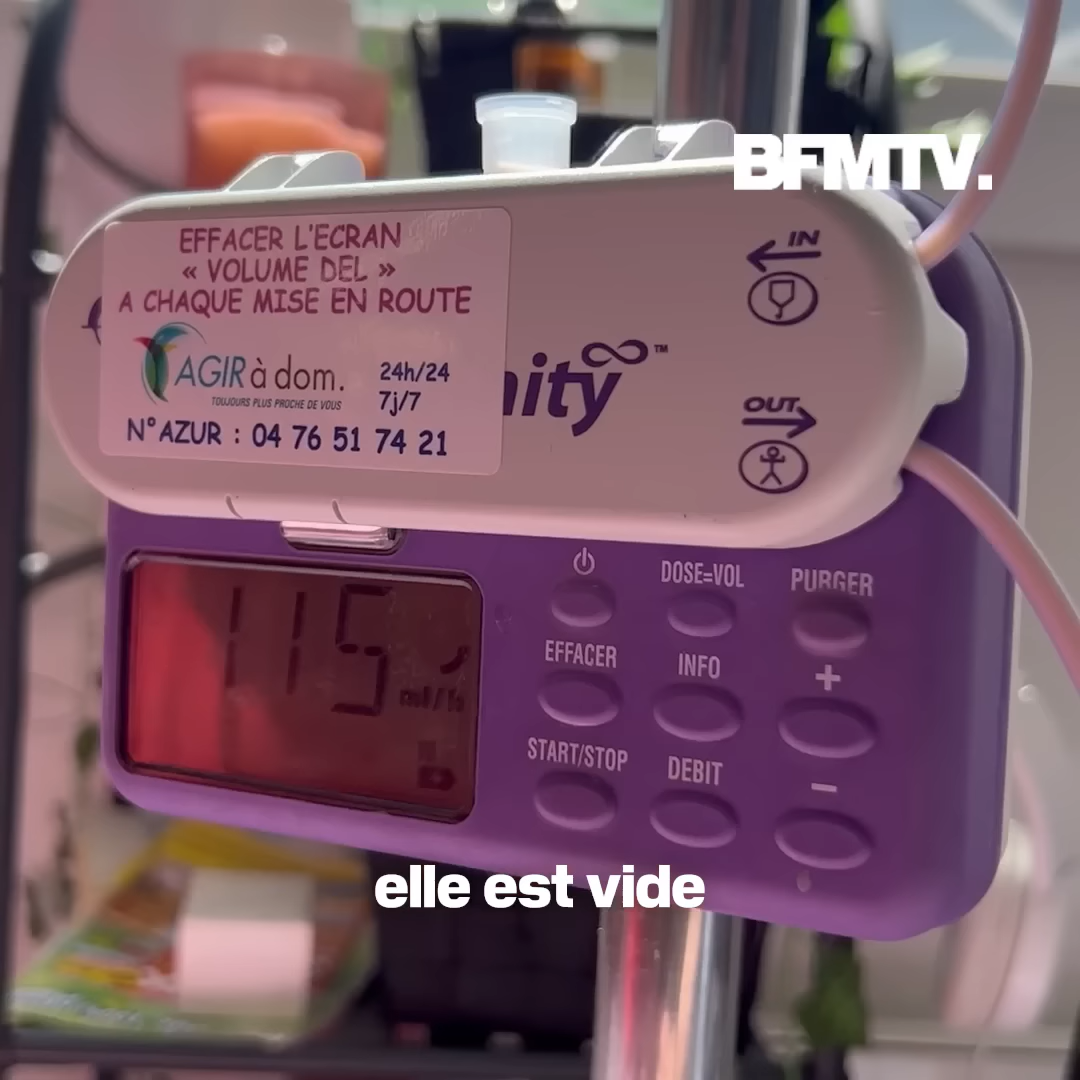 BFMTV.
EFFACER L'ECRAN
« VOLUME DEL »
A CHAQUE MISE EN ROUTE
AGIR à dom.
TOUJOURS PLUS PROCHE DE VOUS
24h/24
7j/7
N°AZUR : 04 76 51 74 21
nity™
IN
OUT
115
ml/h
DOSE=VOL
PURGER
EFFACER
INFO
+
START/STOP
DEBIT
−
elle est vide